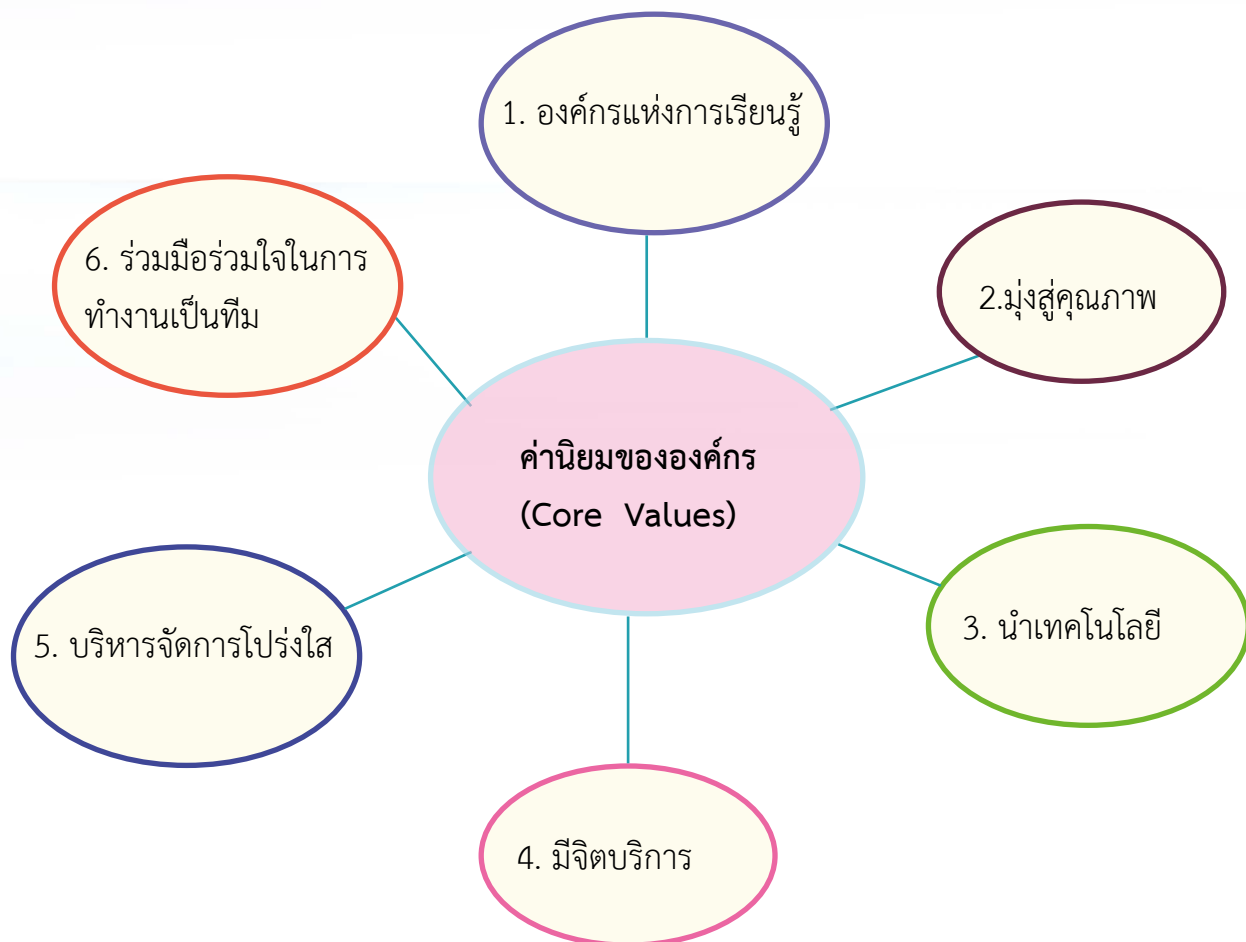 1. องค์กรแห่งการเรียนรู้
6. ร่วมมือร่วมใจในการ
ทำงานเป็นทีม
2.มุ่งสู่คุณภาพ
ค่านิยมขององค์กร
(Core Values)
3. นำเทคโนโลยี
5. บริหารจัดการโปร่งใส
4. มีจิตบริการ